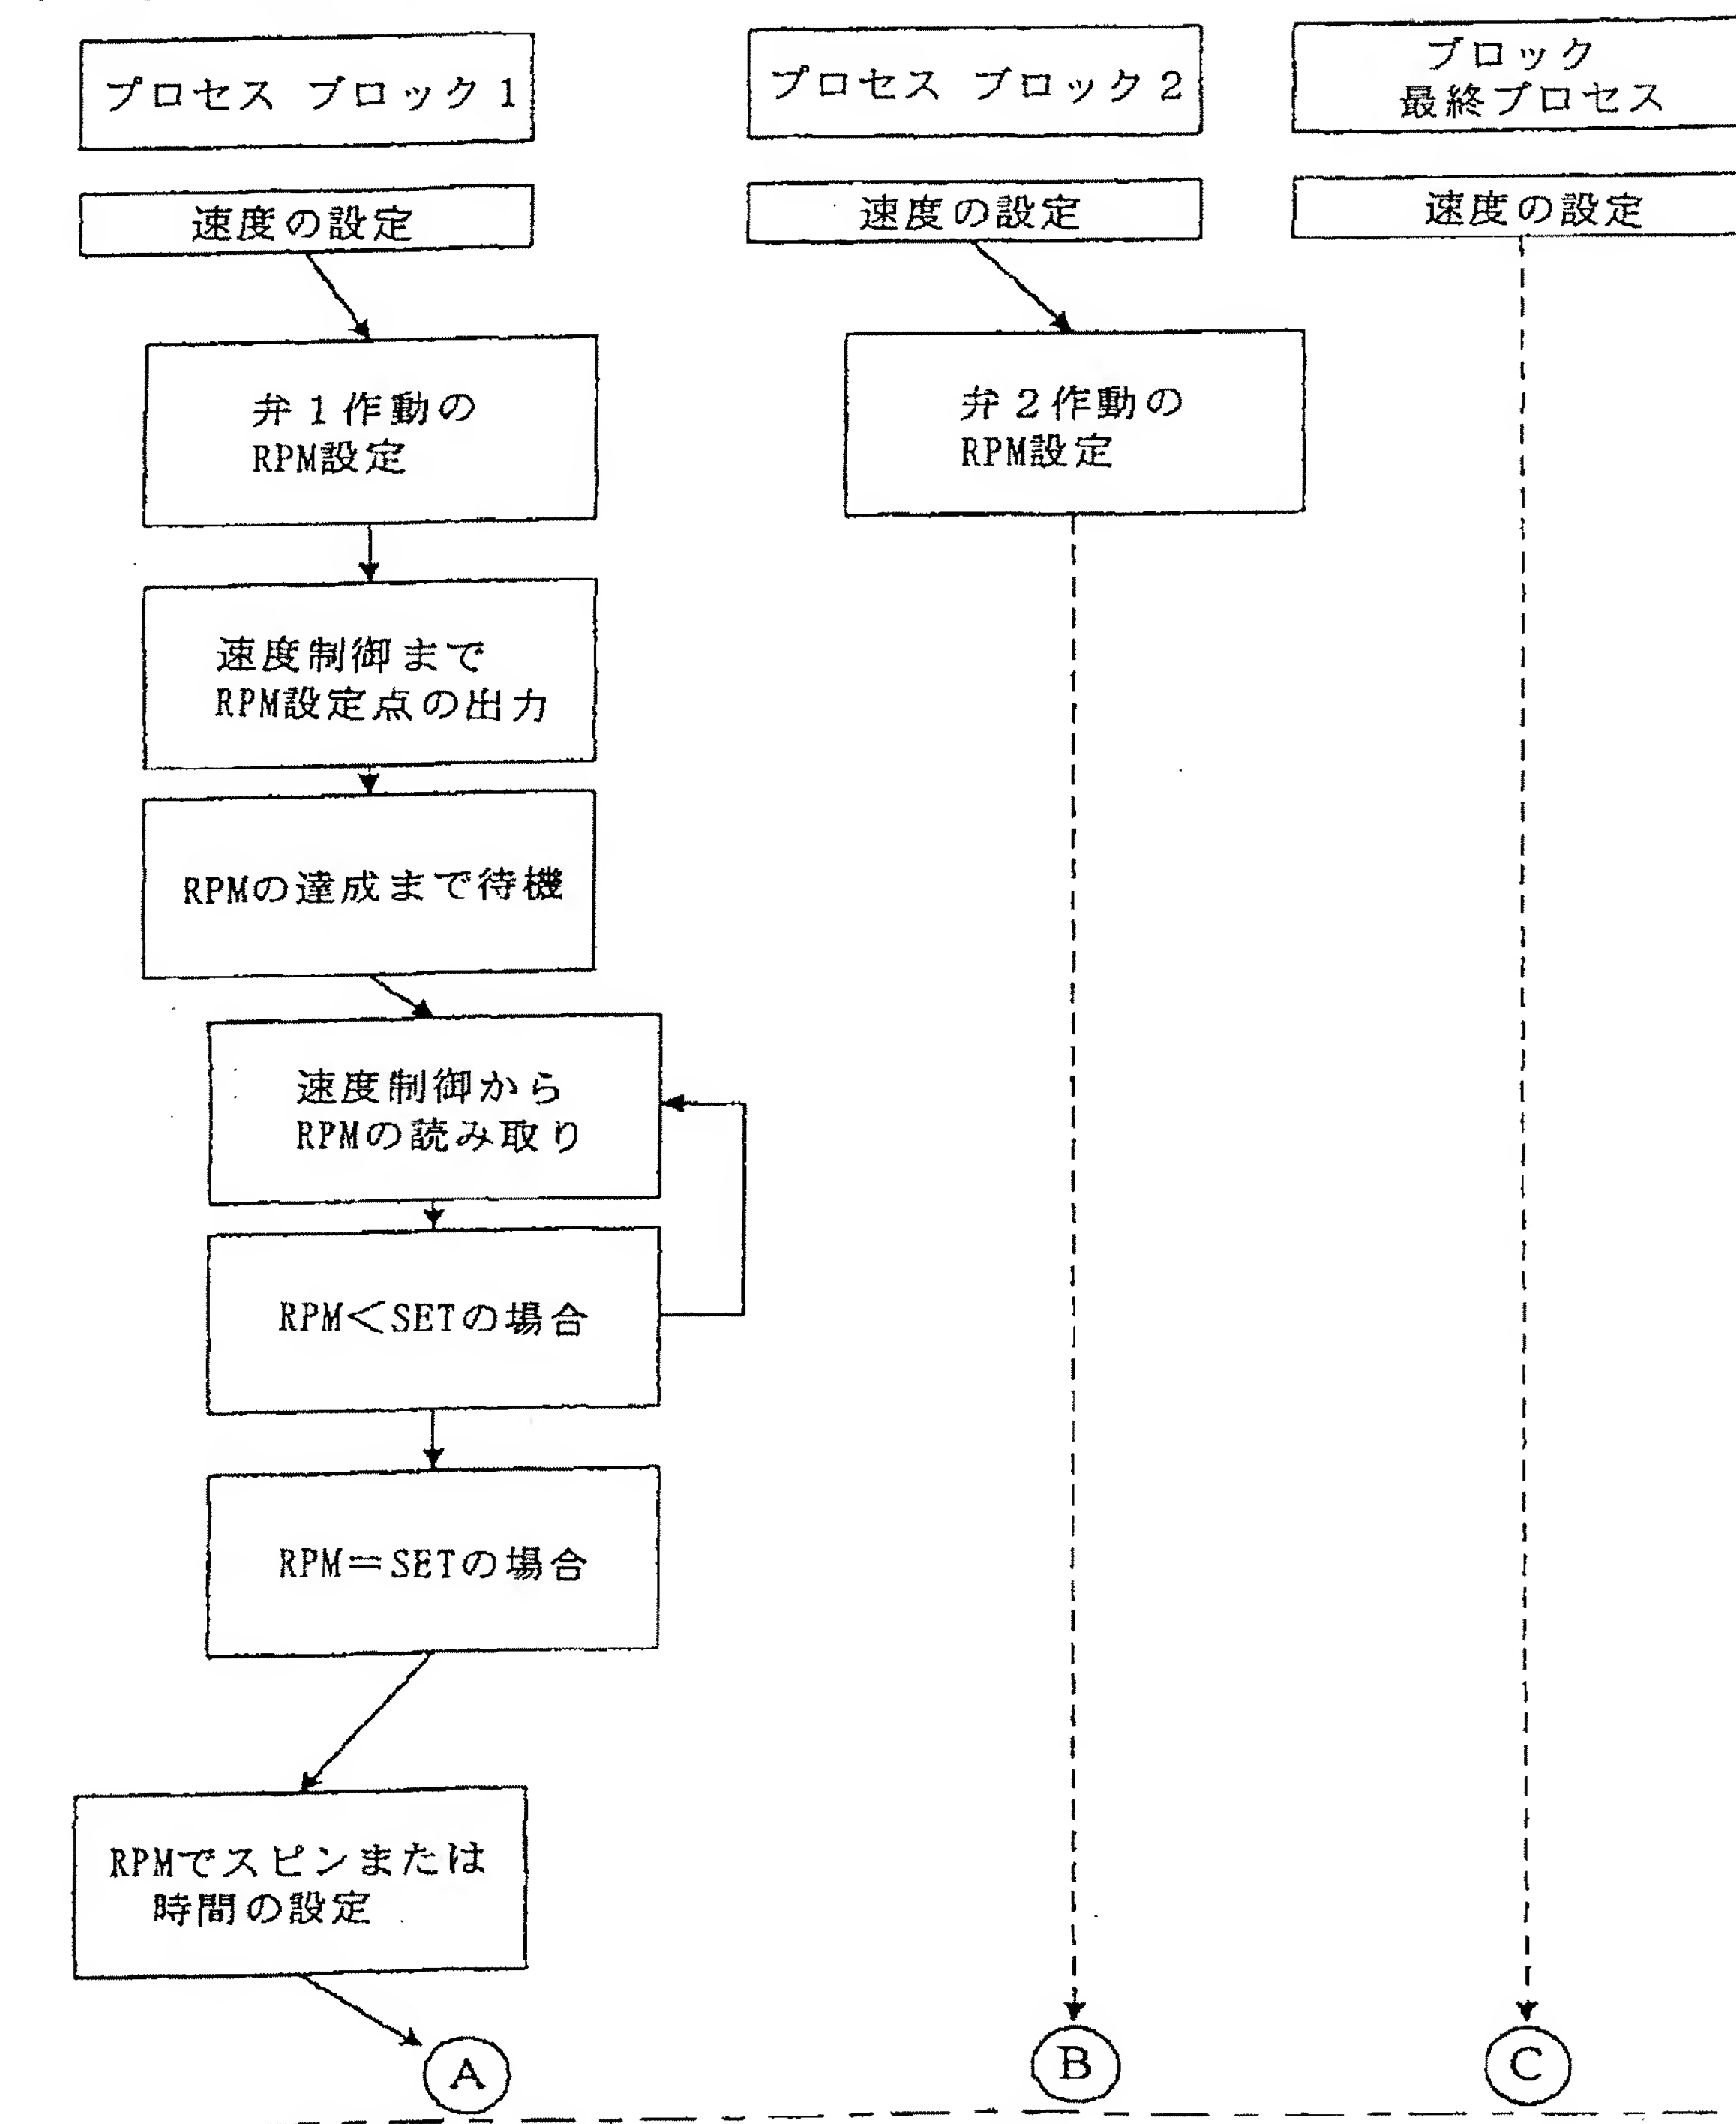 プロセス ブロック1
速度の設定
弁1作動の
RPM設定
速度制御まで
RPM設定点の出力
RPMの達成まで待機
速度制御から
RPMの読み取り
RPM<SETの場合
RPM=SETの場合
RPMでスピンまたは
時間の設定
A
プロセス ブロック2
速度の設定
弁2作動の
RPM設定
B
ブロック
最終プロセス
速度の設定
C